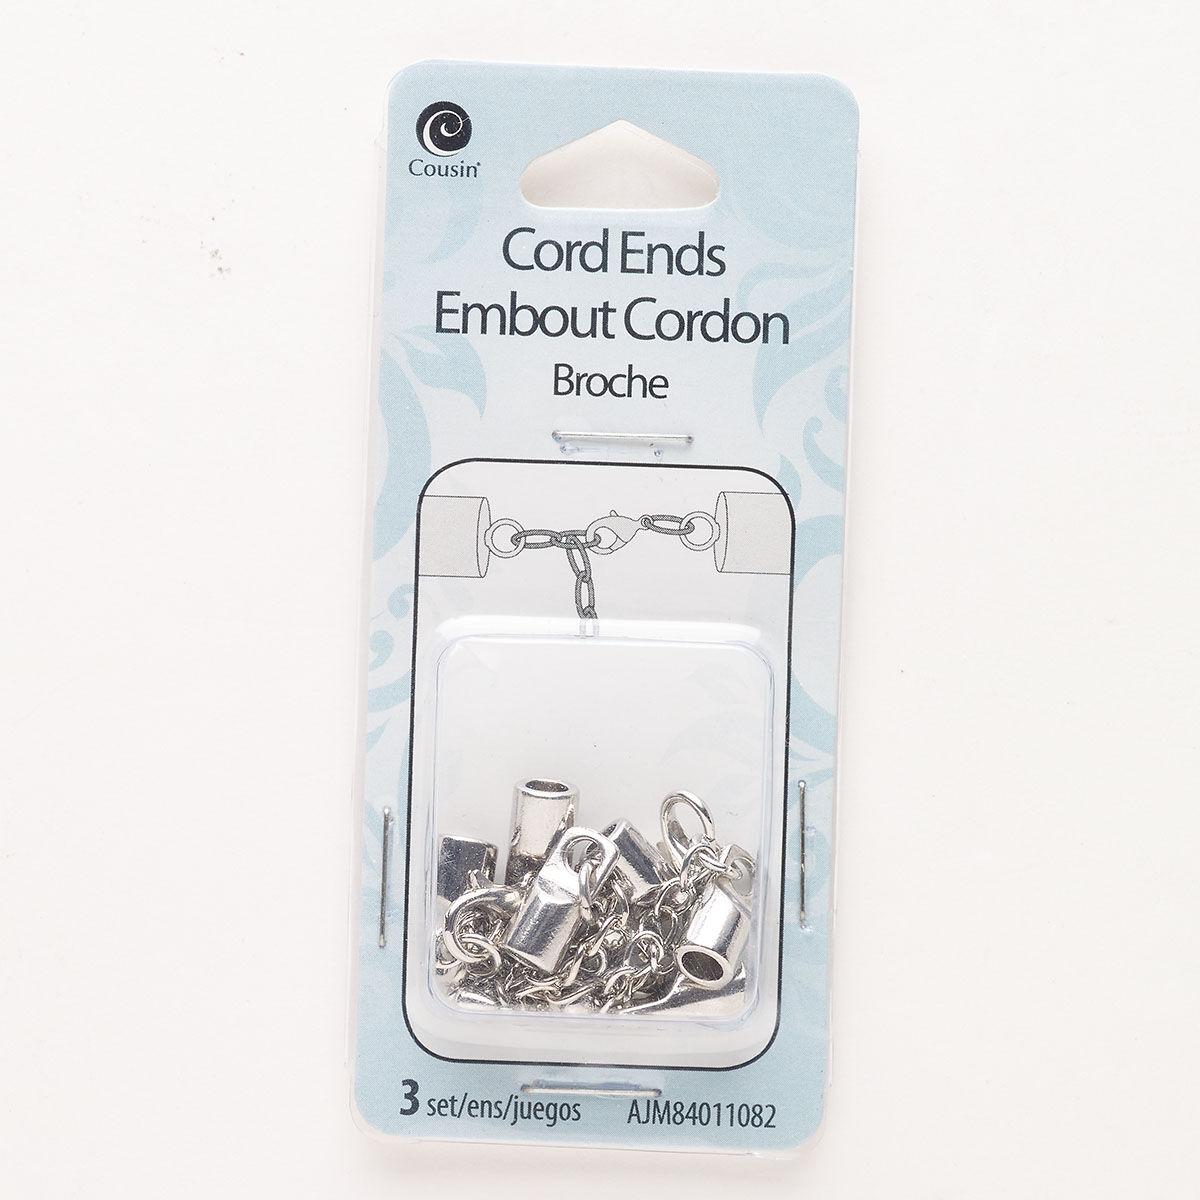 Cousin®
Cord Ends
Embout Cordon
Broche
3 set/ens/juegos AJM84011082